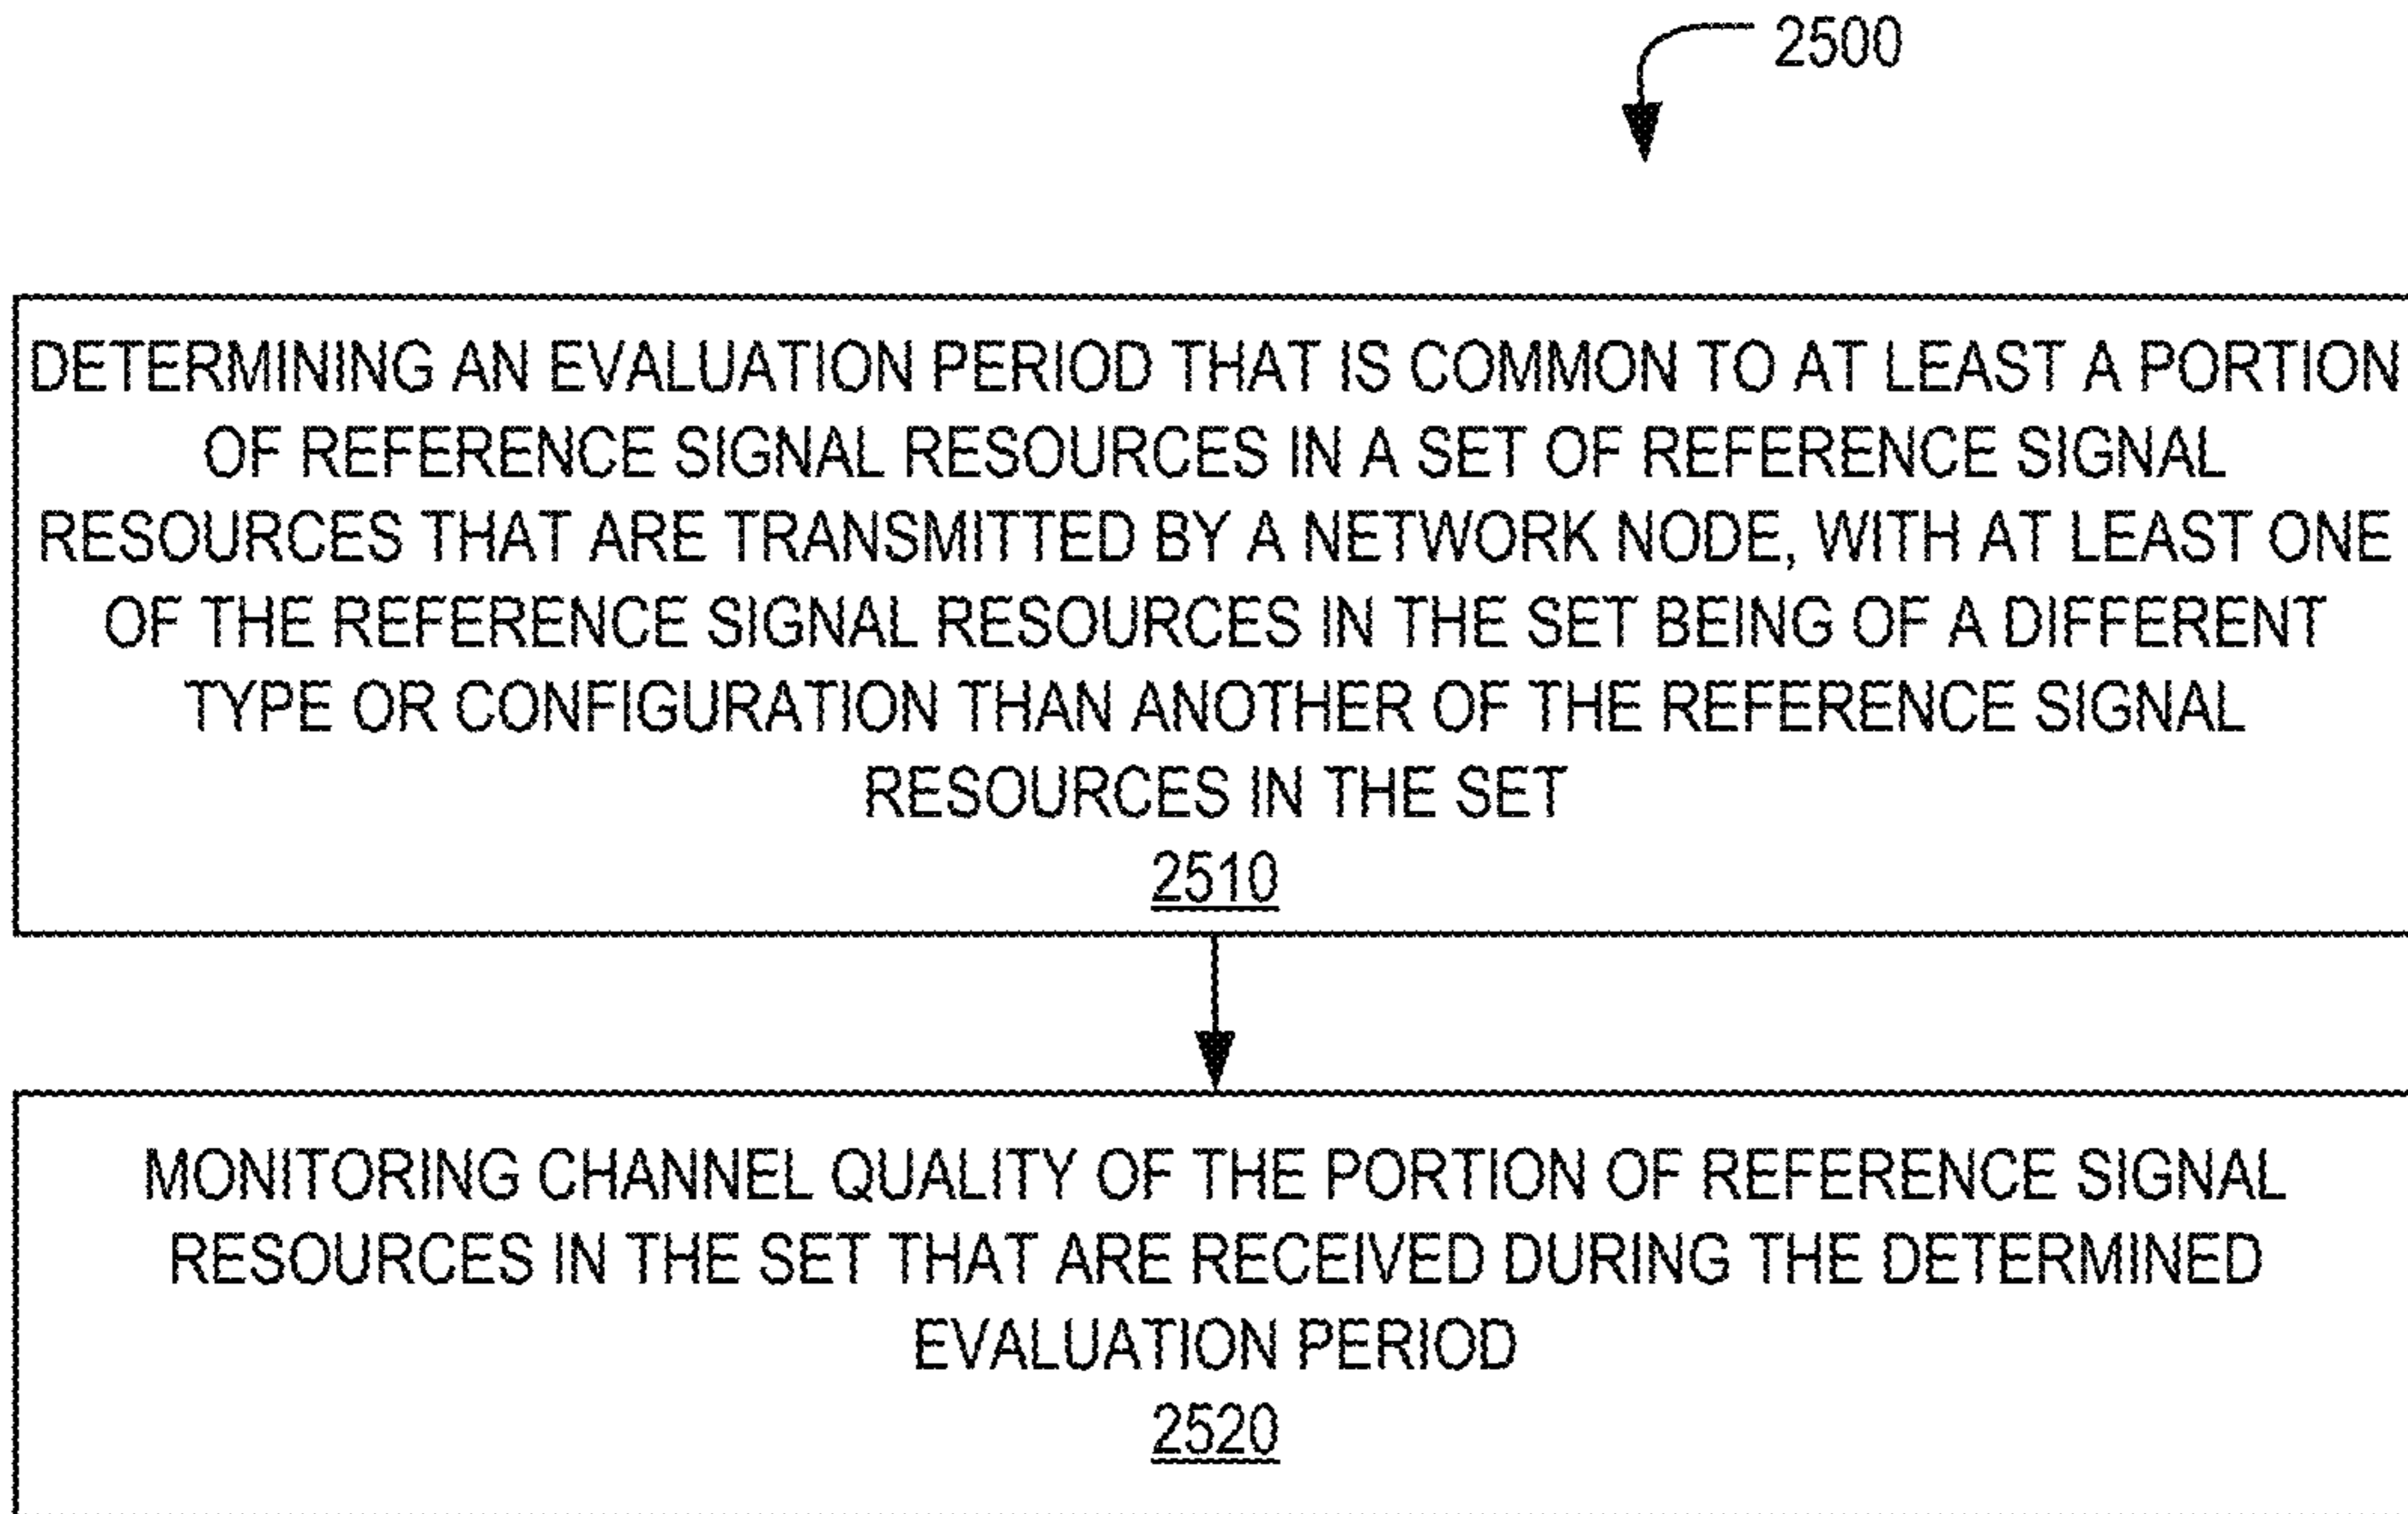 2500
DETERMINING AN EVALUATION PERIOD THAT IS COMMON TO AT LEAST A PORTION
OF REFERENCE SIGNAL RESOURCES IN A SET OF REFERENCE SIGNAL
RESOURCES THAT ARE TRANSMITTED BY A NETWORK NODE, WITH AT LEAST ONE
OF THE REFERENCE SIGNAL RESOURCES IN THE SET BEING OF A DIFFERENT
TYPE OR CONFIGURATION THAN ANOTHER OF THE REFERENCE SIGNAL
RESOURCES IN THE SET
2510
MONITORING CHANNEL QUALITY OF THE PORTION OF REFERENCE SIGNAL
RESOURCES IN THE SET THAT ARE RECEIVED DURING THE DETERMINED
EVALUATION PERIOD
2520